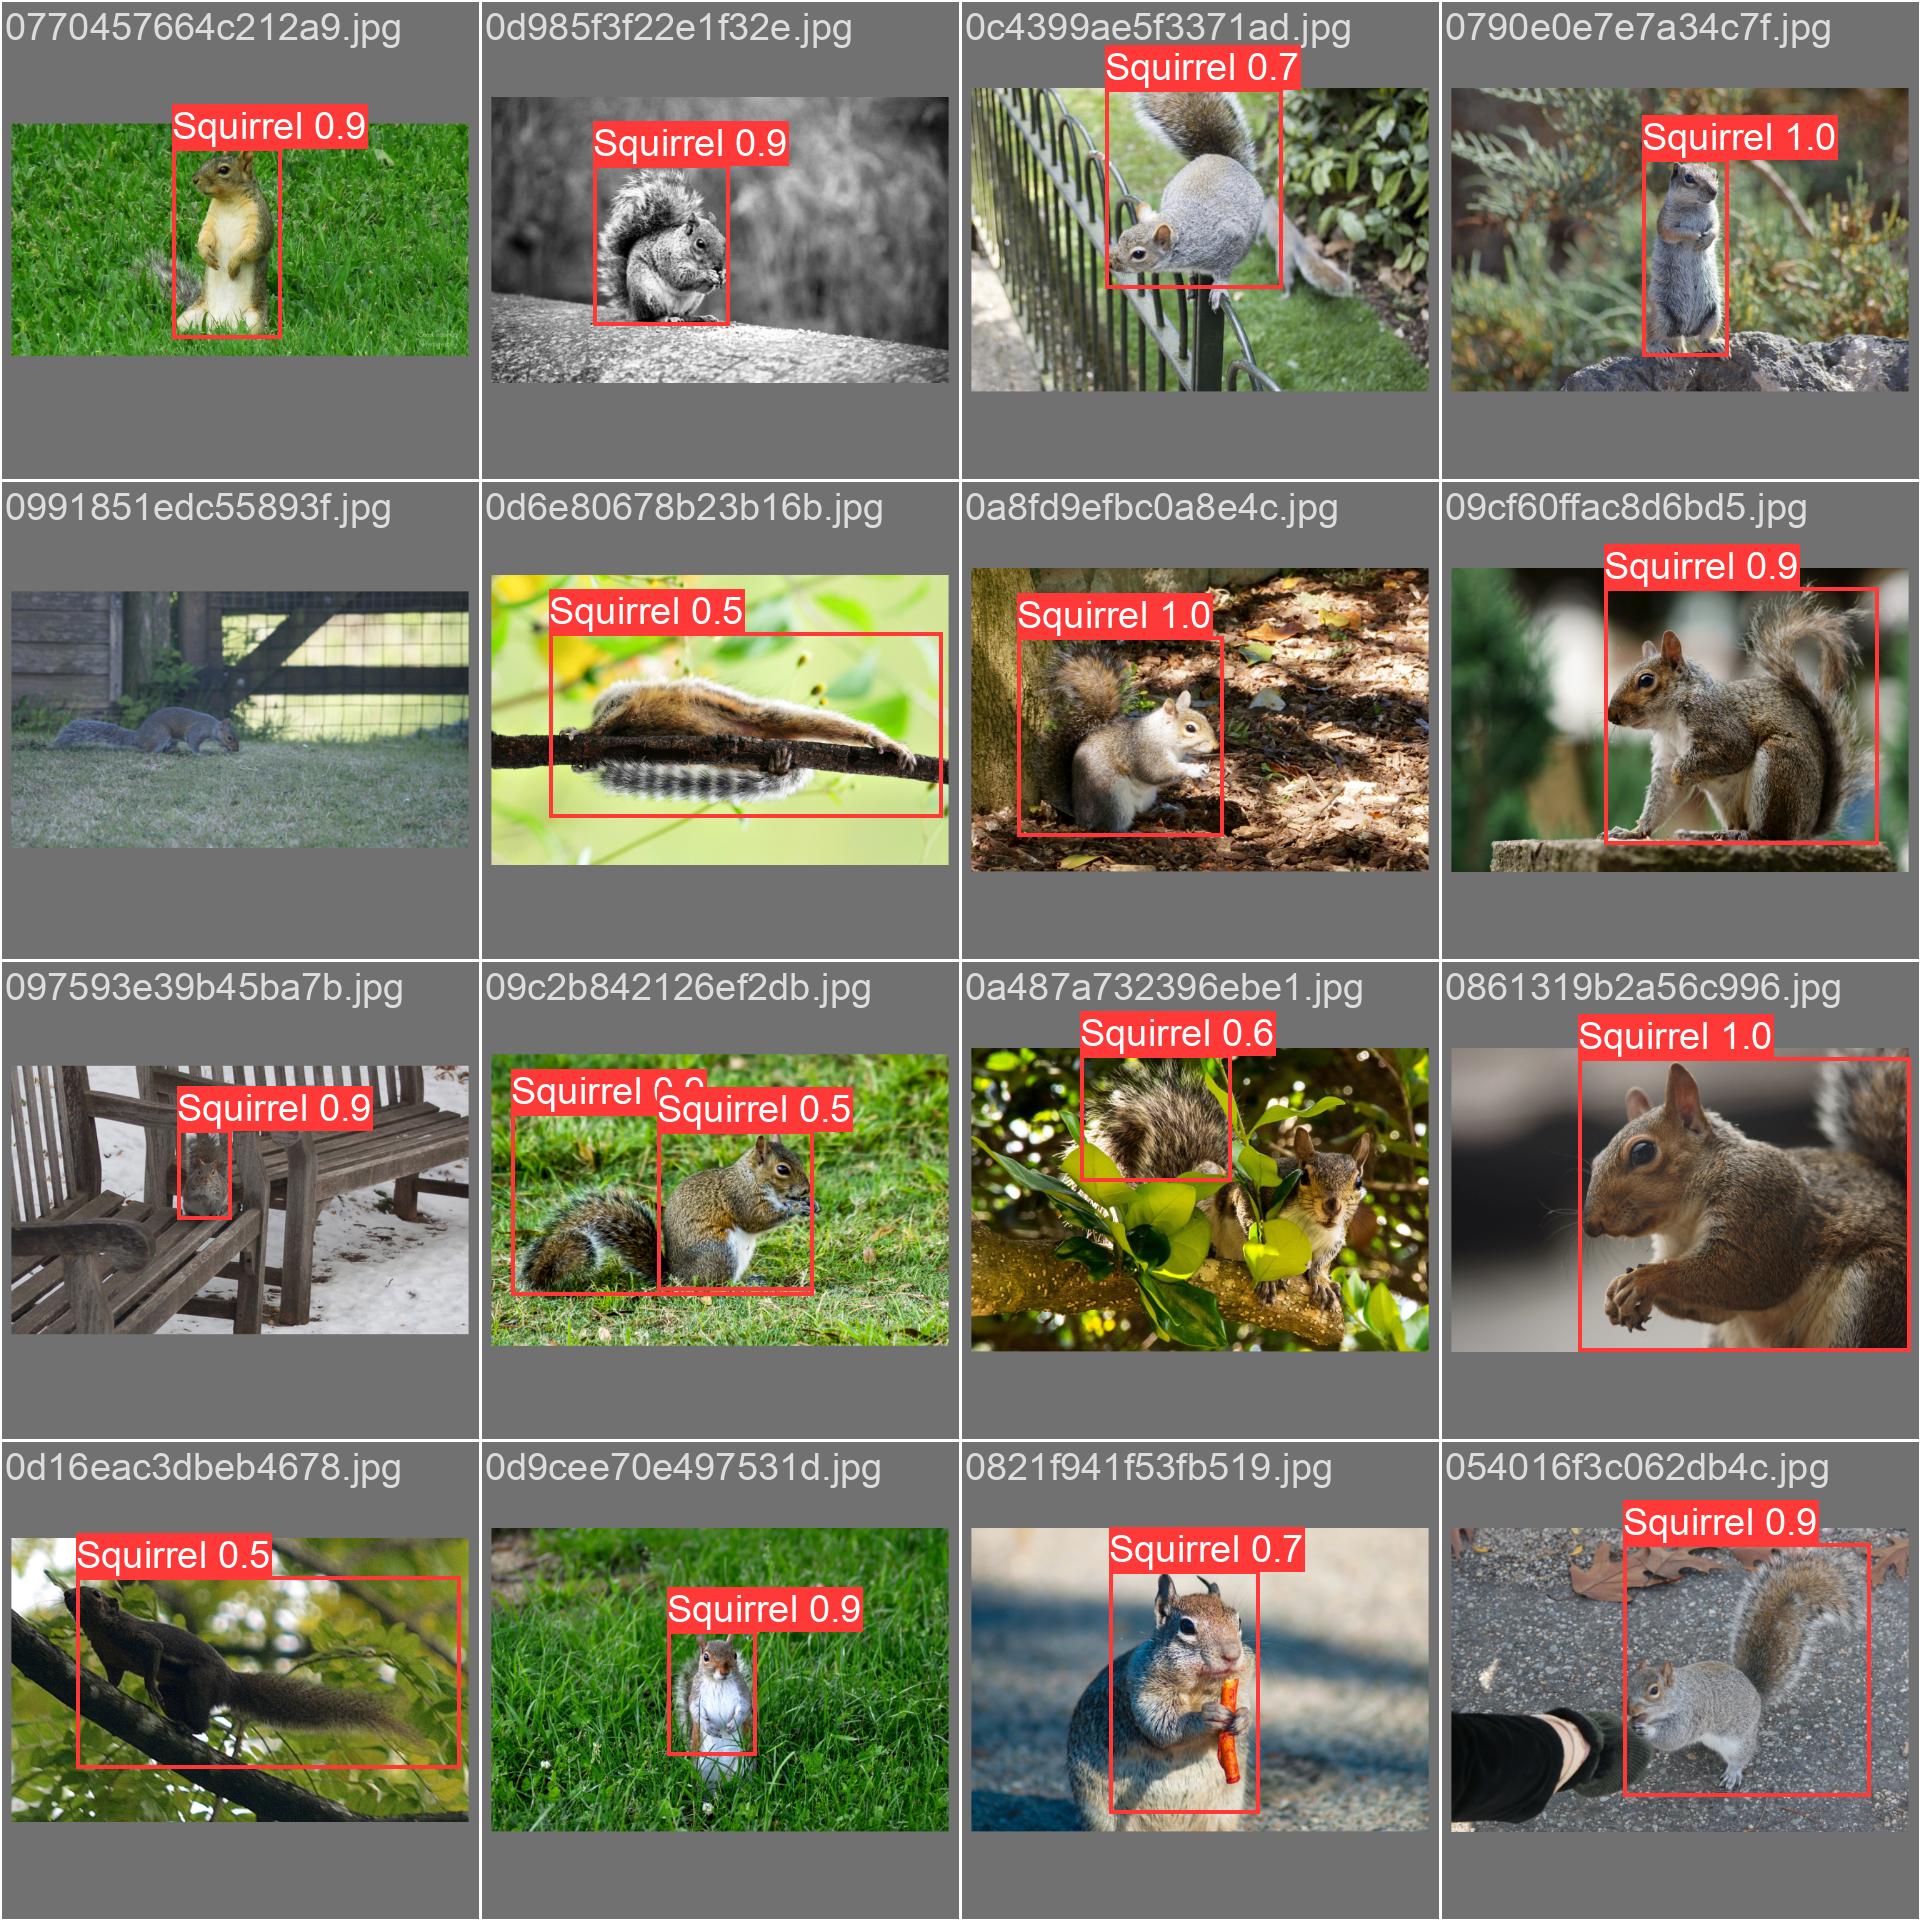 0770457664c212a9.jpg
Squirrel 0.9
0d985f3f22e1f32e.jpg
Squirrel 0.9
0c4399ae5f3371ad.jpg
Squirrel 0.7
0790e0e7e7a34c7f.jpg
Squirrel 1.0
0991851edc55893f.jpg
0d6e80678b23b16b.jpg
Squirrel 0.5
0a8fd9efbc0a8e4c.jpg
Squirrel 1.0
09cf60ffac8d6bd5.jpg
Squirrel 0.9
097593e39b45ba7b.jpg
Squirrel 0.9
09c2b842126ef2db.jpg
Squirrel
Squirrel 0.5
0a487a732396ebe1.jpg
Squirrel 0.6
0861319b2a56c996.jpg
Squirrel 1.0
0d16eac3dbeb4678.jpg
Squirrel 0.5
0d9cee70e497531d.jpg
Squirrel 0.9
0821f941f53fb519.jpg
Squirrel 0.7
054016f3c062db4c.jpg
Squirrel 0.9